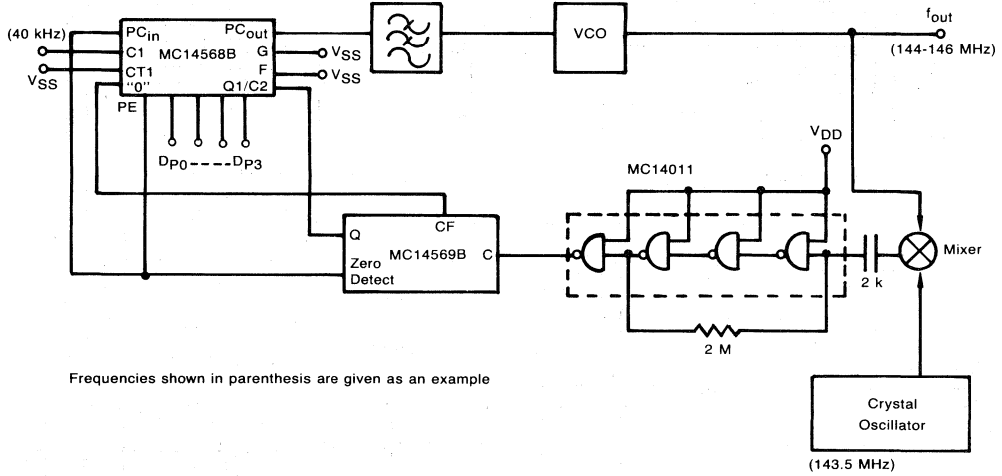 (40 kHz)
PCin
PCout
MC14568B
C1
G
VSS
VSS
CT1
F
VSS
"0"
Q1/C2
PE
DP0 ---- DP3
VCO
fout
(144-146 MHz)
VDD
MC14011
CF
Q
MC14569B
C
Zero
Detect
Mixer
2 k
2 M
Frequencies shown in parenthesis are given as an example
Crystal
Oscillator
(143.5 MHz)